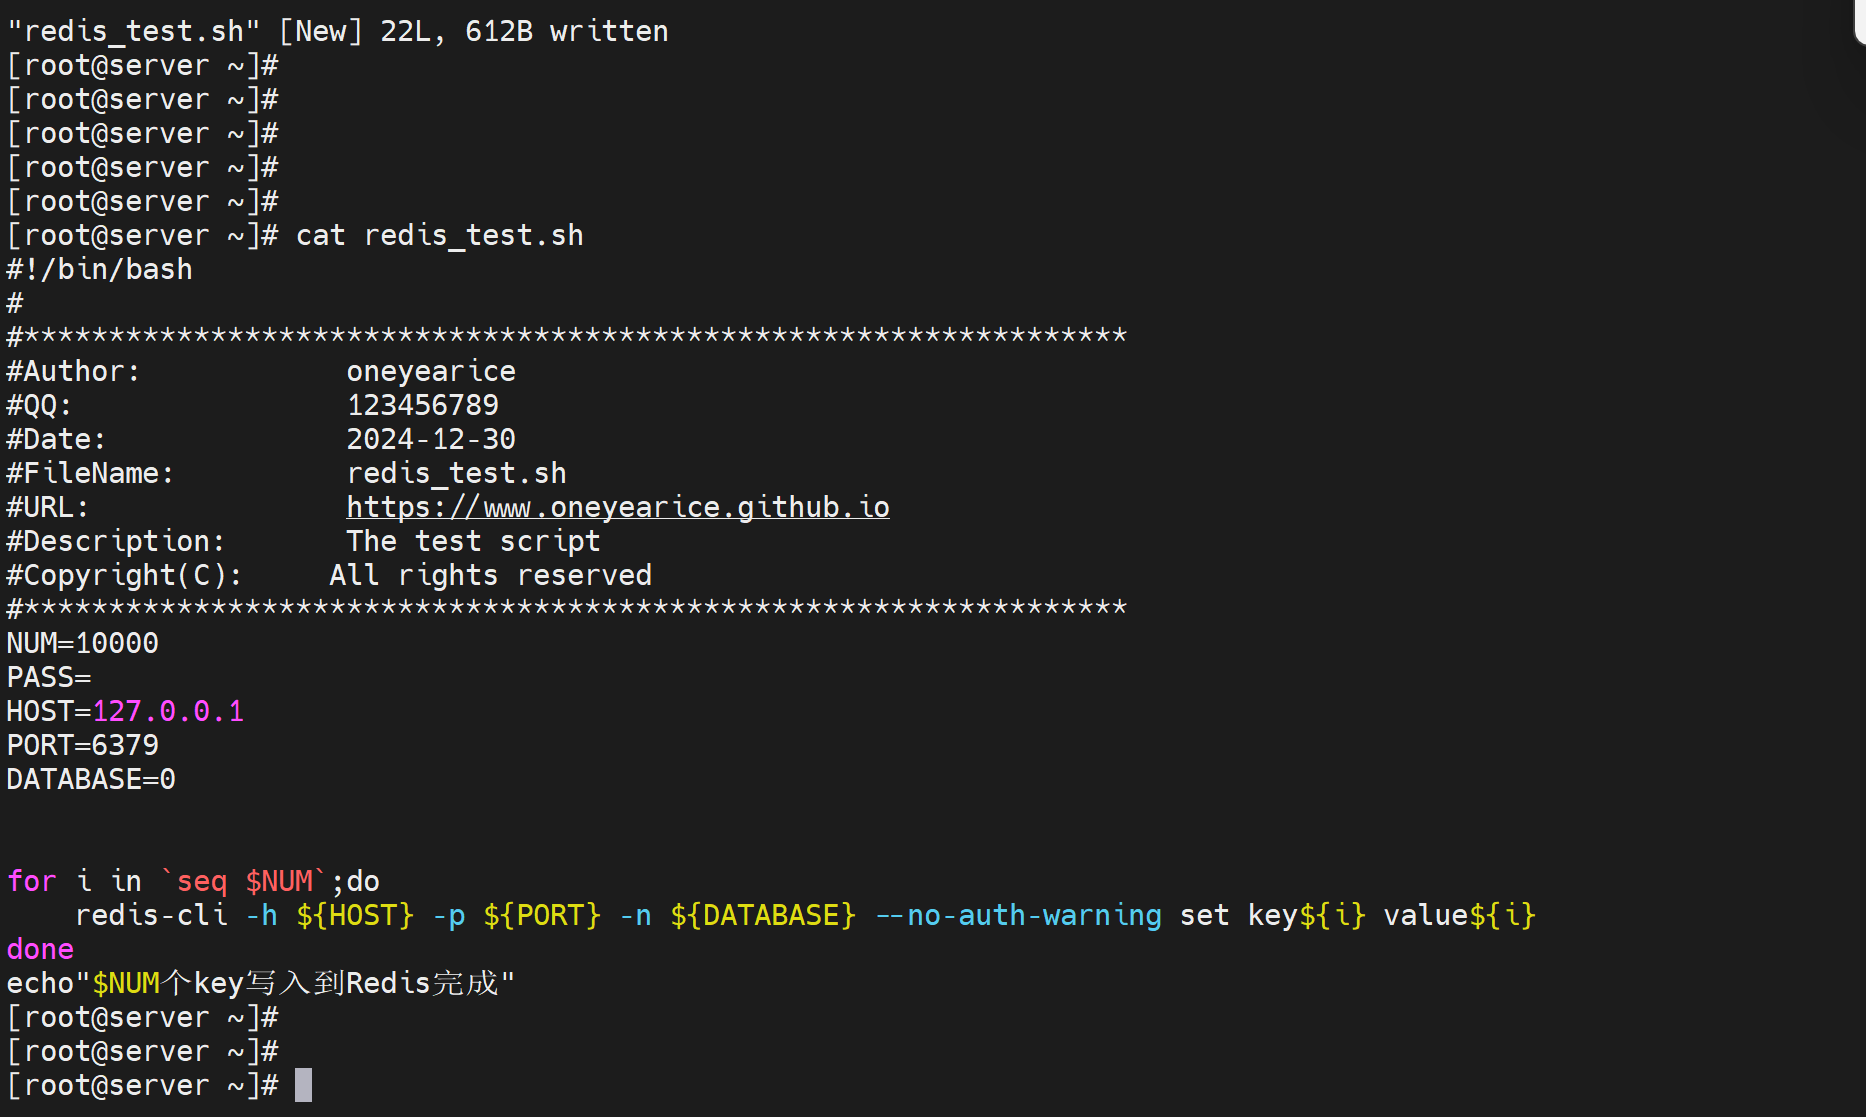 "redis_test.sh" [New] 22L, 612B written
[root@server ~]#
[root@server ~]#
[root@server ~]#
[root@server ~]#
[root@server ~]#
[root@server ~]# cat redis_test.sh
#!/bin/bash
#
#*****************************************************************
#Author:            oneyearice
#QQ:                123456789
#Date:              2024-12-30
#FileName:          redis_test.sh
#URL:               https://www.oneyearice.github.io
#Description:       The test script
#Copyright(C):     All rights reserved
#*****************************************************************
NUM=10000
PASS=
HOST=127.0.0.1
PORT=6379
DATABASE=0
for i in `seq $NUM`;do
    redis-cli -h ${HOST} -p ${PORT} -n ${DATABASE} --no-auth-warning set key${i} value${i}
done
echo"$NUM个key写入到Redis完成"
[root@server ~]#
[root@server ~]#
[root@server ~]#